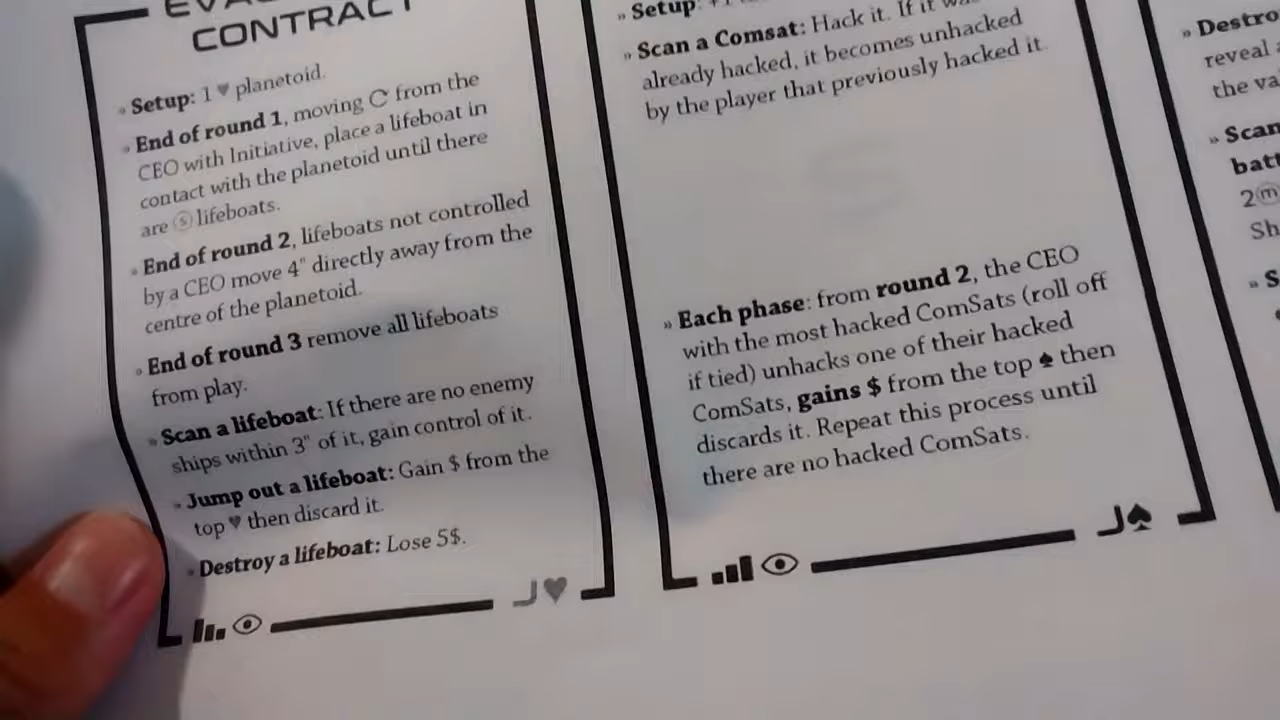 CONTRACT
» Setup: 1 ♥ planetoid.
» End of round 1, moving ↻ from the
CEO with Initiative, place a lifeboat in
contact with the planetoid until there
are ⓢ lifeboats.
» End of round 2, lifeboats not controlled
by a CEO move 4" directly away from the
centre of the planetoid.
» End of round 3 remove all lifeboats
from play.
» Scan a lifeboat: If there are no enemy
ships within 3" of it, gain control of it.
» Jump out a lifeboat: Gain $ from the
top ♥ then discard it.
» Destroy a lifeboat: Lose 5$.
J♥
» Setup:
» Scan a Comsat: Hack it. If it
already hacked, it becomes unhacked
by the player that previously hacked it.
» Each phase: from round 2, the CEO
with the most hacked ComSats (roll off
if tied) unhacks one of their hacked
ComSats, gains $ from the top ♠ then
discards it. Repeat this process until
there are no hacked ComSats.
J♠
»
reveal
the
» Scan
2ⓜ
»